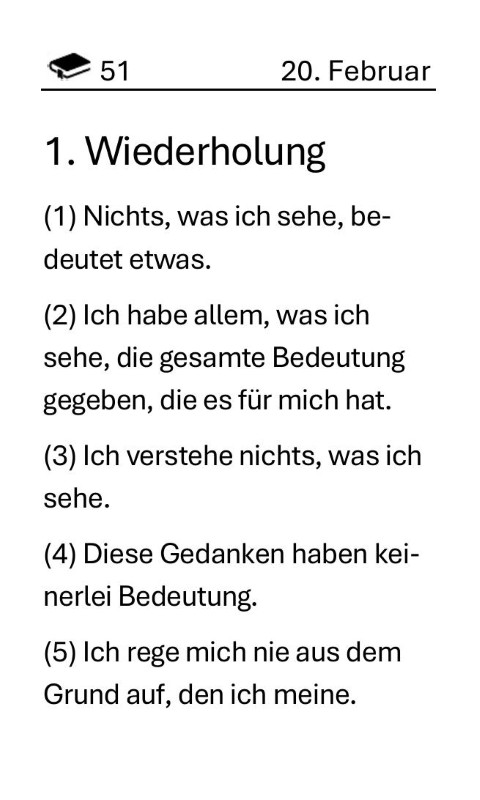 51 20. Februar
1. Wiederholung
(1) Nichts, was ich sehe, be-
deutet etwas.
(2) Ich habe allem, was ich
sehe, die gesamte Bedeutung
gegeben, die es für mich hat.
(3) Ich verstehe nichts, was ich
sehe.
(4) Diese Gedanken haben kei-
nerlei Bedeutung.
(5) Ich rege mich nie aus dem
Grund auf, den ich meine.